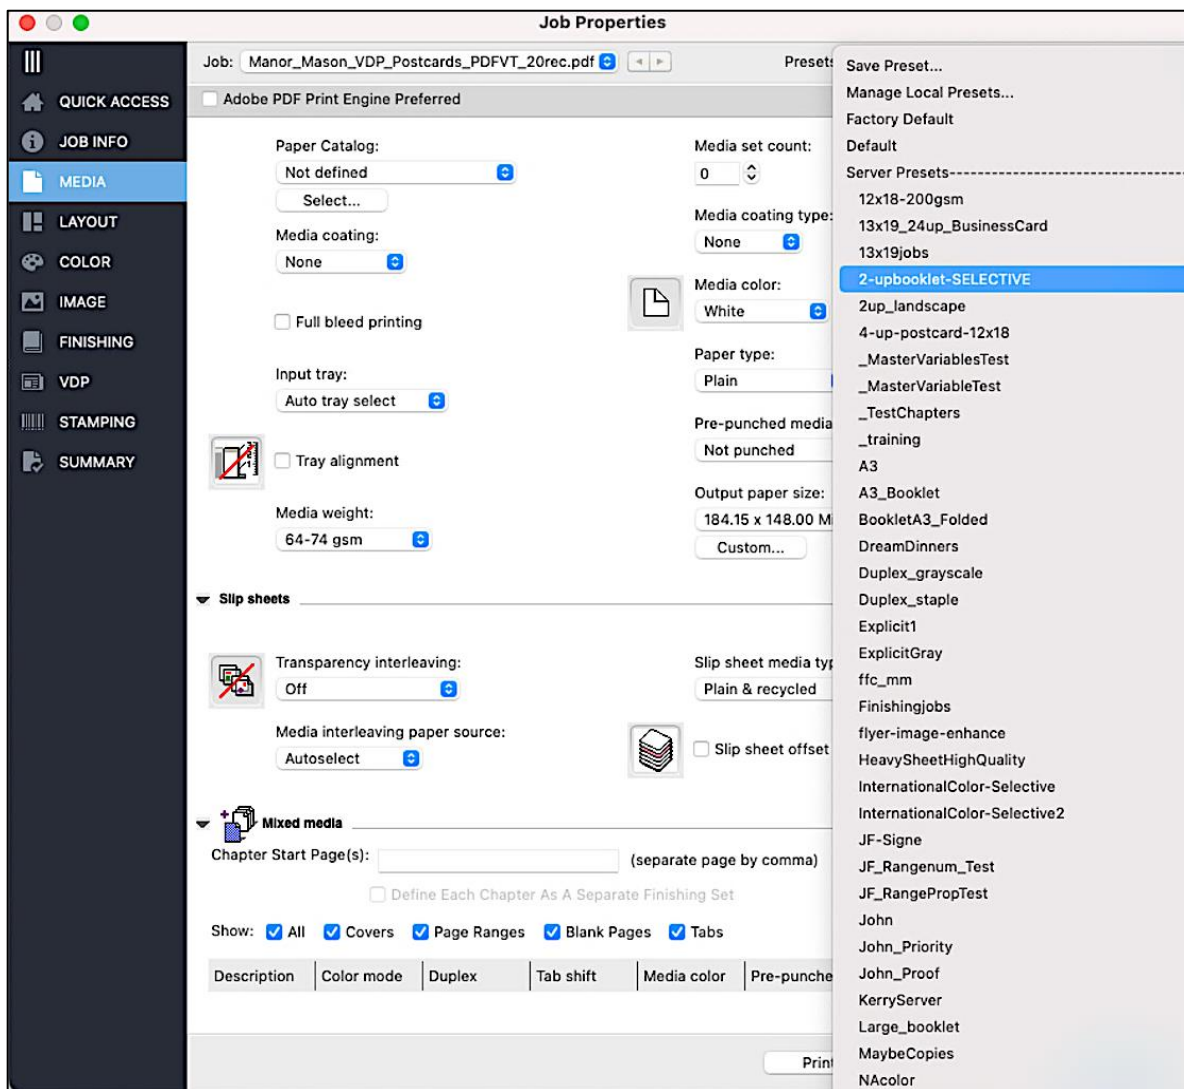 Job Properties
Job: Manor_Mason_VDP_Postcards_PDFVT_20rec.pdf
Presets
Adobe PDF Print Engine Preferred
QUICK ACCESS
JOB INFO
MEDIA
LAYOUT
COLOR
IMAGE
FINISHING
VDP
STAMPING
SUMMARY
Paper Catalog:
Not defined
Select...
Media coating:
None
Full bleed printing
Input tray:
Auto tray select
Tray alignment
Media weight:
64-74 gsm
Media set count:
0
Media coating type:
None
Media color:
White
Paper type:
Plain
Pre-punched media
Not punched
Output paper size:
184.15 x 148.00 Mi
Custom...
Slip sheets
Transparency interleaving:
Off
Media interleaving paper source:
Autoselect
Slip sheet media typ
Plain & recycled
Slip sheet offset
Mixed media
Chapter Start Page(s):
(separate page by comma)
Define Each Chapter As A Separate Finishing Set
Show: All Covers Page Ranges Blank Pages Tabs
Description Color mode Duplex Tab shift Media color Pre-punche
Print
Save Preset...
Manage Local Presets...
Factory Default
Default
Server Presets-----------------------------------
12x18-200gsm
13x19_24up_BusinessCard
13x19jobs
2-upbooklet-SELECTIVE
2up_landscape
4-up-postcard-12x18
_MasterVariablesTest
_MasterVariableTest
_TestChapters
_training
A3
A3_Booklet
BookletA3_Folded
DreamDinners
Duplex_grayscale
Duplex_staple
Explicit1
ExplicitGray
ffc_mm
Finishingjobs
flyer-image-enhance
HeavySheetHighQuality
InternationalColor-Selective
InternationalColor-Selective2
JF-Signe
JF_Rangenum_Test
JF_RangePropTest
John
John_Priority
John_Proof
KerryServer
Large_booklet
MaybeCopies
NAcolor